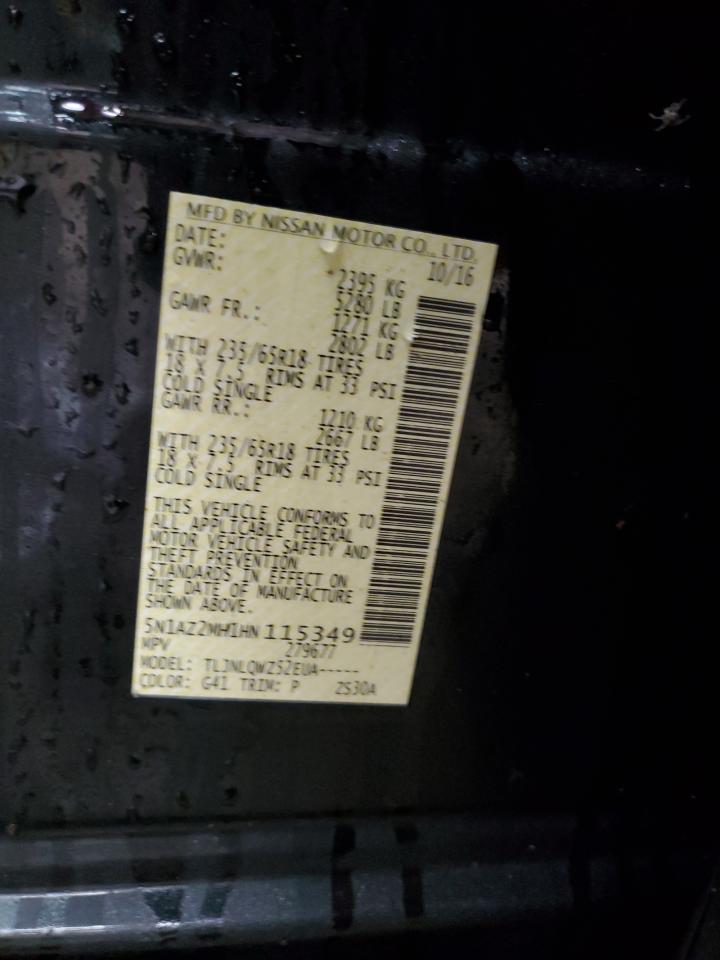 MFD BY NISSAN MOTOR CO., LTD.
DATE: 10/16
GVWR: 2395 KG
5280 LB
GAWR FR.: 1271 KG
2802 LB
WITH 235/65R18 TIRES
18 X 7.5 RIMS AT 33 PSI
COLD SINGLE
GAWR RR.: 1210 KG
2667 LB
WITH 235/65R18 TIRES
18 X 7.5 RIMS AT 33 PSI
COLD SINGLE
THIS VEHICLE CONFORMS TO
ALL APPLICABLE FEDERAL
MOTOR VEHICLE SAFETY AND
THEFT PREVENTION
STANDARDS IN EFFECT ON
THE DATE OF MANUFACTURE
SHOWN ABOVE.
5N1AZ2MH1HN115349
MPV 279677
MODEL: TLJNLQWZ52EUA-----
COLOR: G41 TRIM: P ZS30A